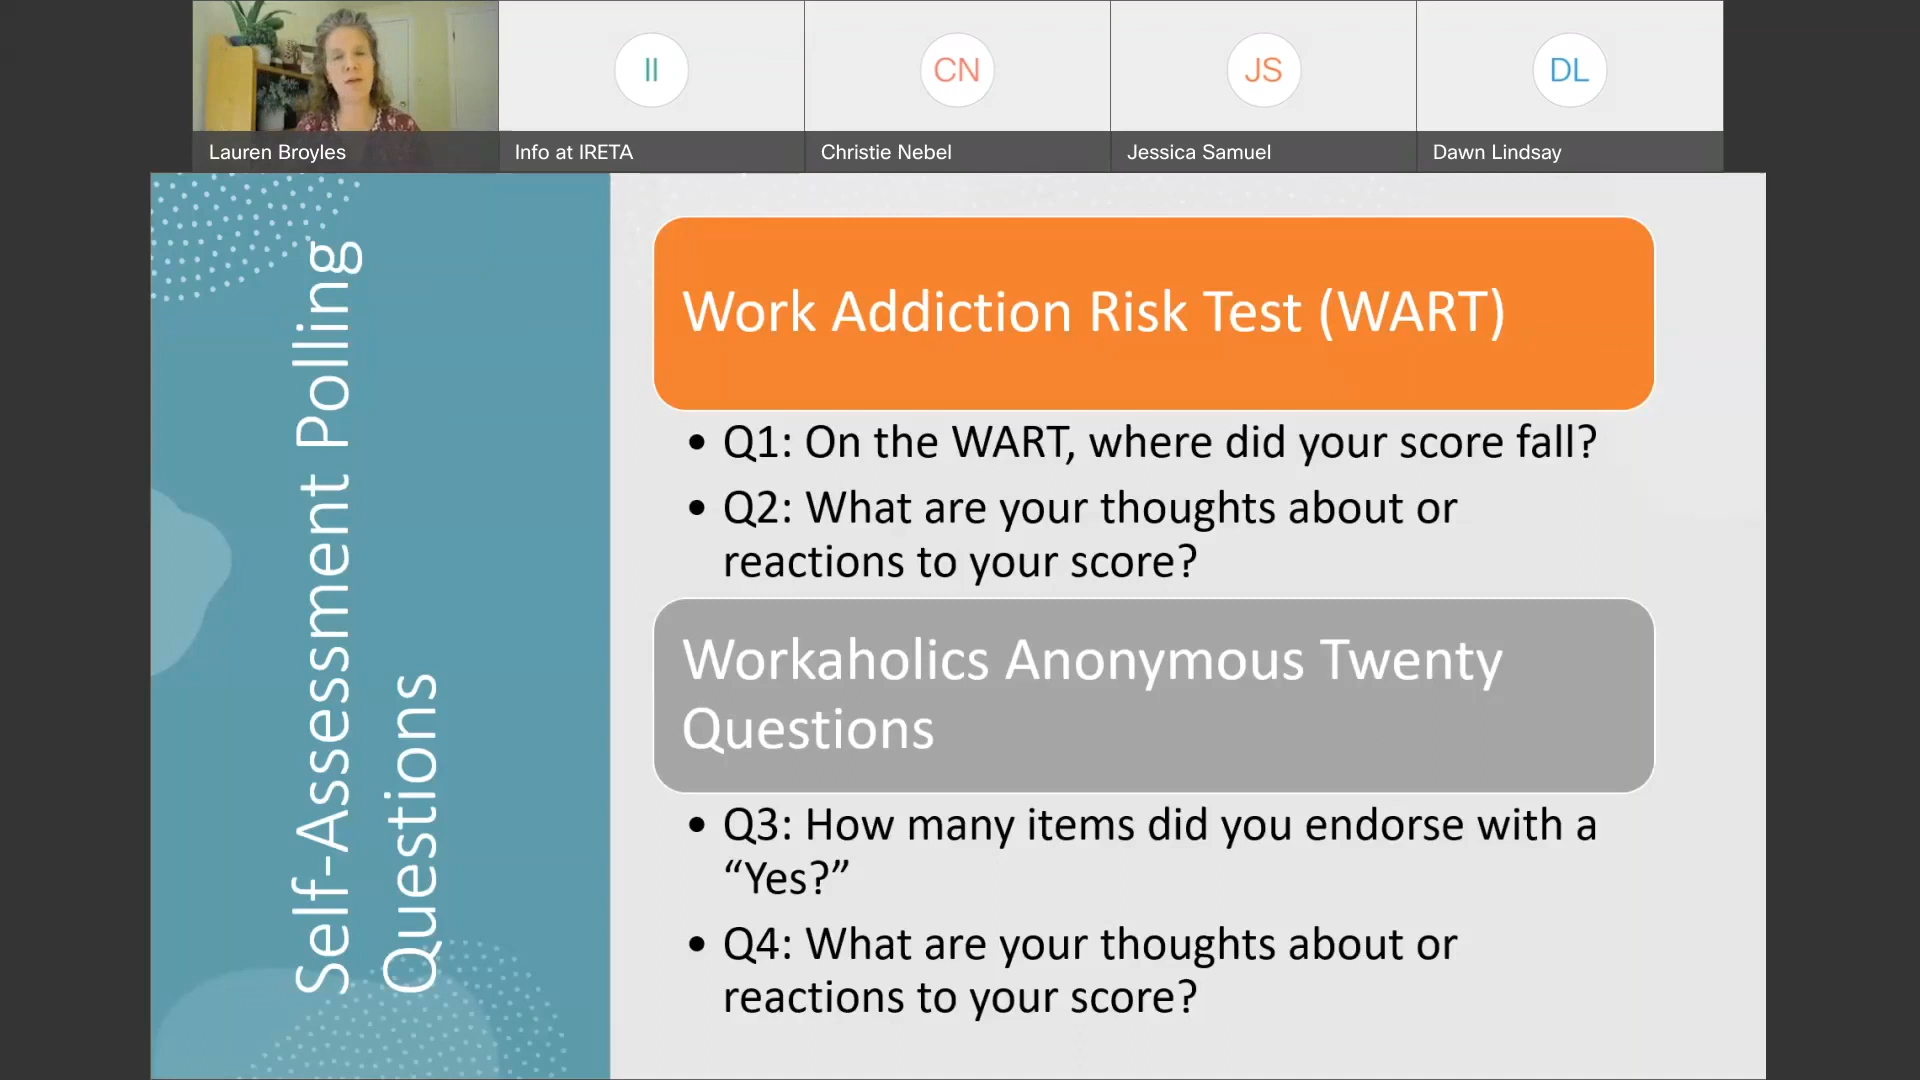 II
CN
JS
DL
Lauren Broyles
Info at IRETA
Christie Nebel
Jessica Samuel
Dawn Lindsay
Self-Assessment Polling
Questions
Work Addiction Risk Test (WART)
• Q1: On the WART, where did your score fall?
• Q2: What are your thoughts about or
reactions to your score?
Workaholics Anonymous Twenty
Questions
• Q3: How many items did you endorse with a
“Yes?”
• Q4: What are your thoughts about or
reactions to your score?